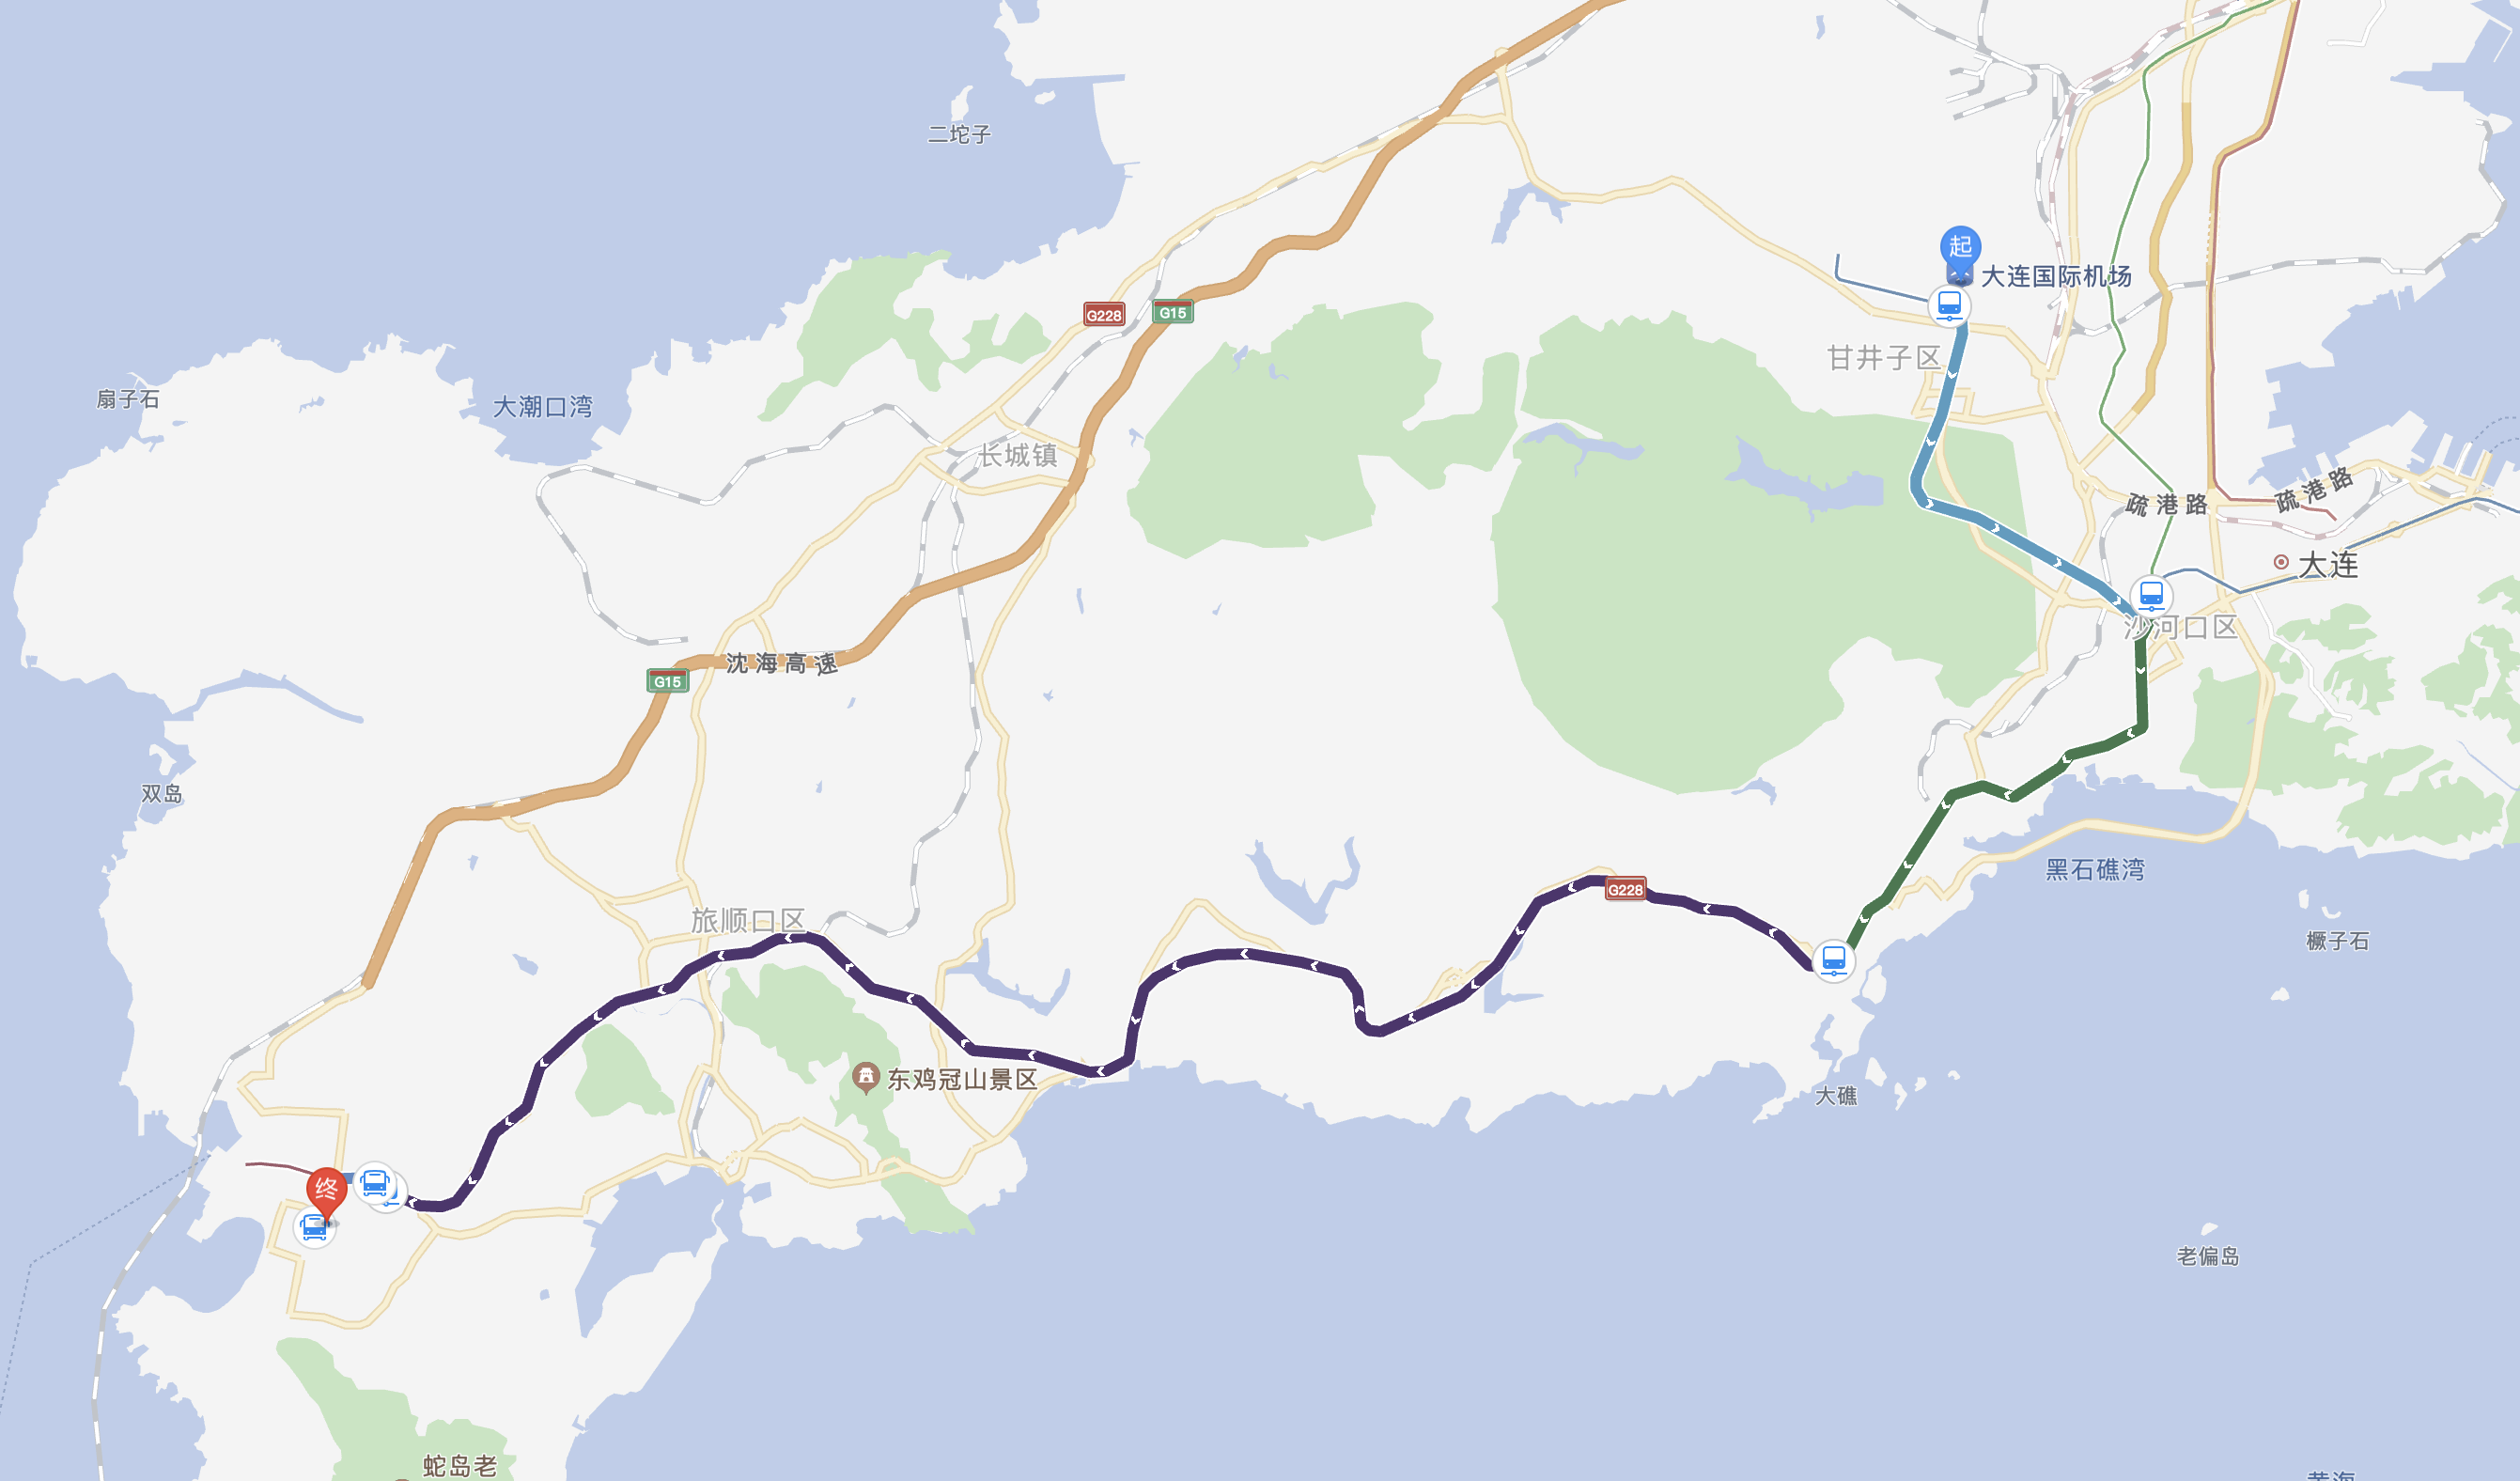 二坨子
起
大连国际机场
G228
G15
甘井子区
扇子石
大潮口湾
长城镇
疏港路
疏港路
大连
沙河口区
沈海高速
G15
双岛
黑石礁湾
G228
旅顺口区
橛子石
东鸡冠山景区
大礁
终
老偏岛
蛇岛老
黄海